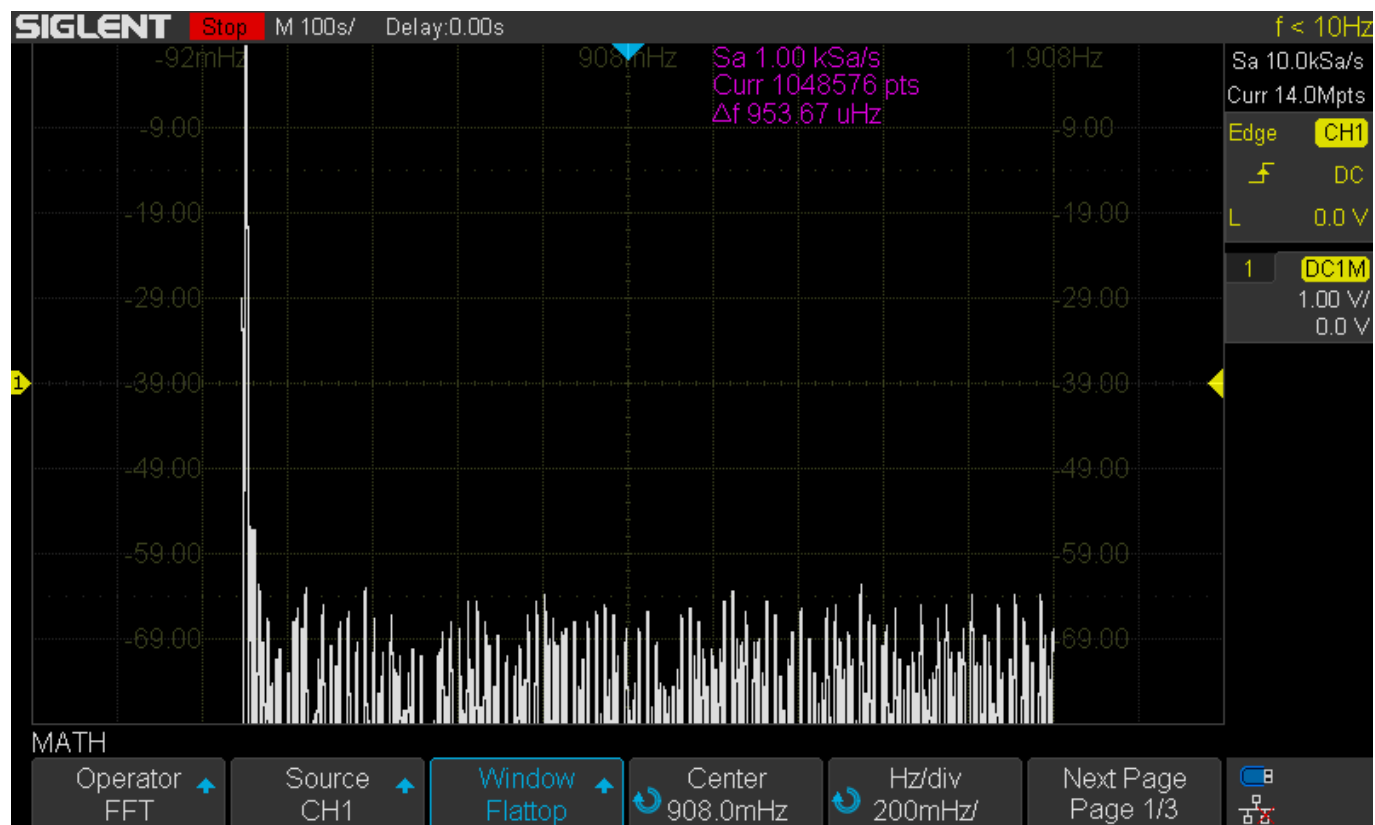 SIGLENT Stop M 100s/ Delay:0.00s f < 10Hz
-92mHz 908mHz 1.908Hz
Sa 1.00 kSa/s
Curr 1048576 pts
Δf 953.67 uHz
Sa 10.0kSa/s
Curr 14.0Mpts
Edge CH1
DC
L 0.0 V
1 DC1M
1.00 V/
0.0 V
-9.00 -9.00
-19.00 -19.00
-29.00 -29.00
1 -39.00 -39.00
-49.00 -49.00
-59.00 -59.00
-69.00 -69.00
MATH
Operator
FFT
Source
CH1
Window
Flattop
Center
908.0mHz
Hz/div
200mHz/
Next Page
Page 1/3